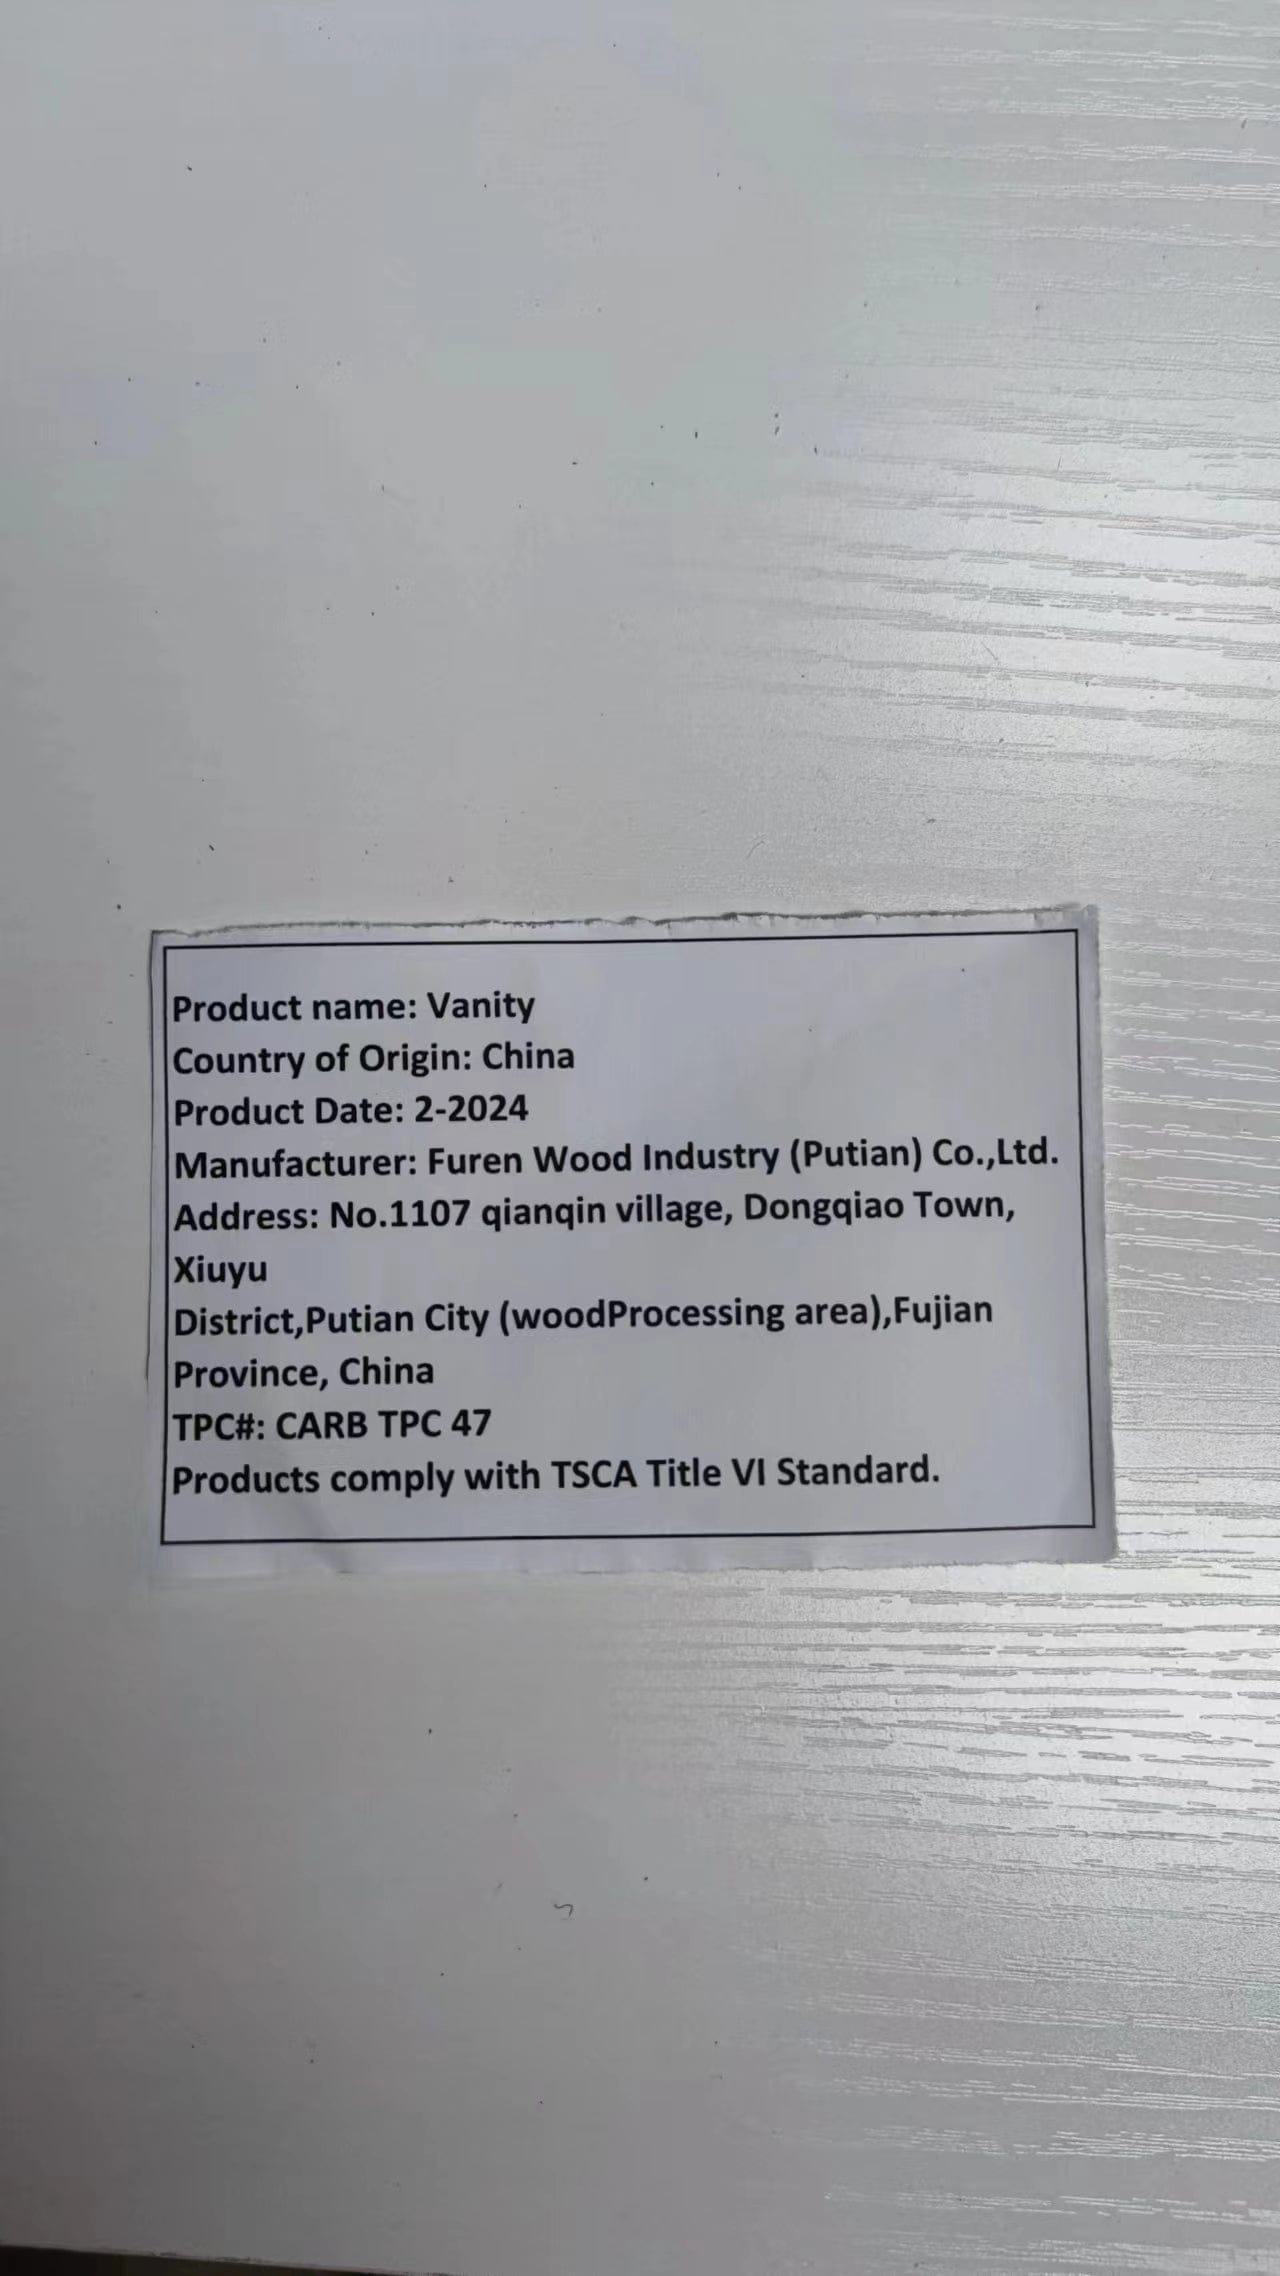 Product name: Vanity
Country of Origin: China
Product Date: 2-2024
Manufacturer: Furen Wood Industry (Putian) Co.,Ltd.
Address: No.1107 qianqin village, Dongqiao Town,
Xiuyu
District,Putian City (woodProcessing area),Fujian
Province, China
TPC#: CARB TPC 47
Products comply with TSCA Title VI Standard.